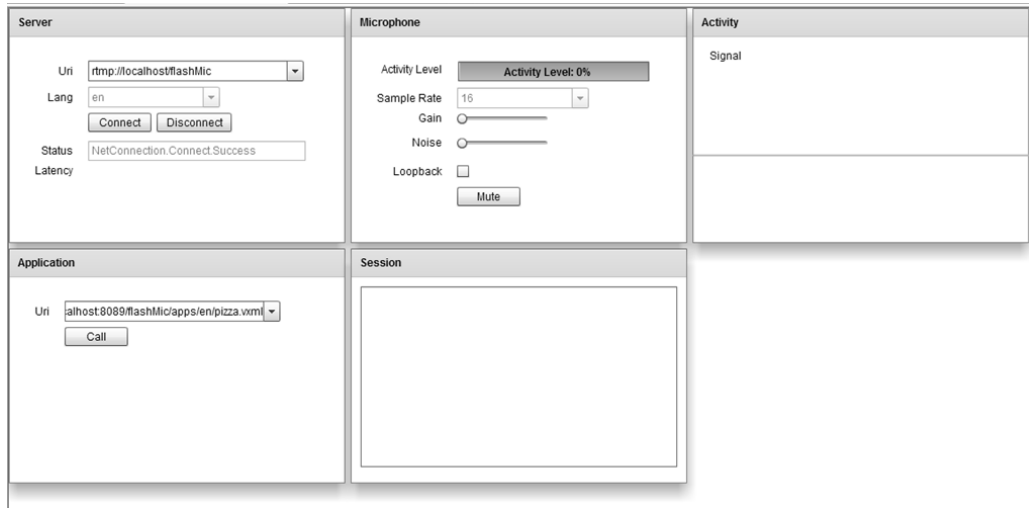 Server
Uri rtmp://localhost/flashMic
Lang en
Connect Disconnect
Status NetConnection.Connect.Success
Latency
Microphone
Activity Level Activity Level: 0%
Sample Rate 16
Gain
Noise
Loopback
Mute
Activity
Signal
Application
Uri alhost:8089/flashMic/apps/en/pizza.vxml
Call
Session